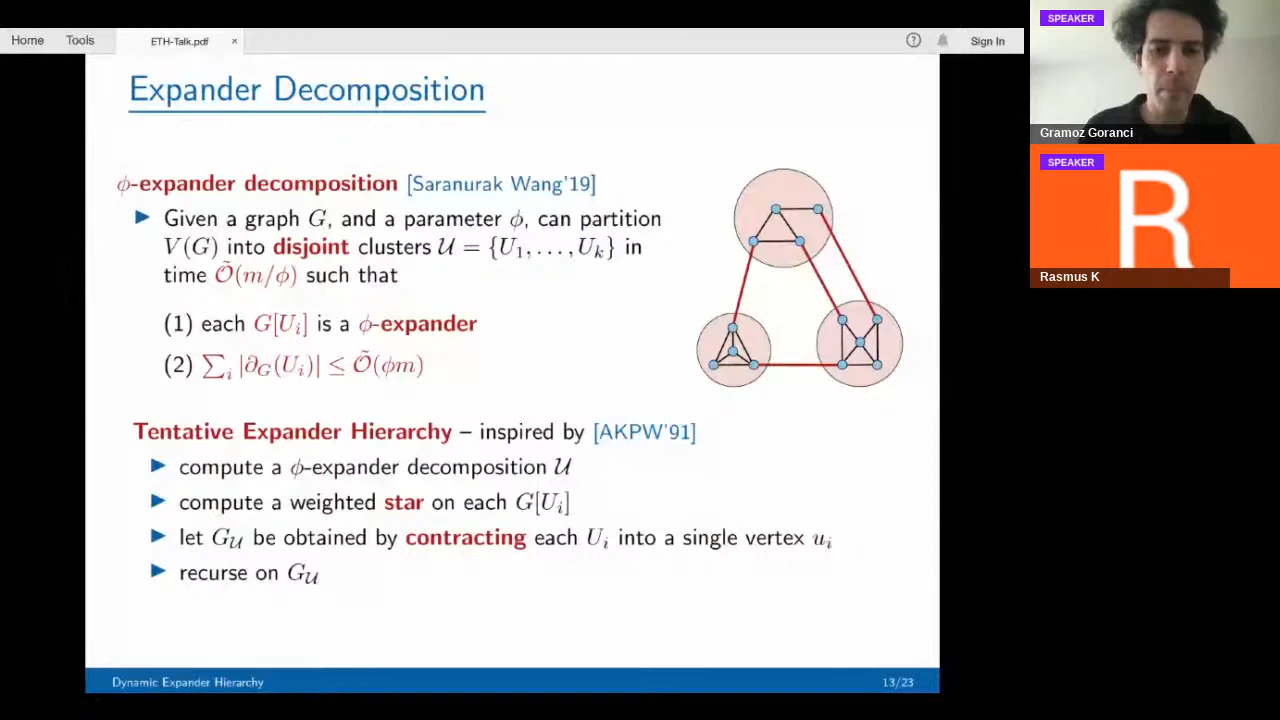 Home Tools ETH-Talk.pdf × ? Sign In
Expander Decomposition
ϕ-expander decomposition [Saranurak Wang'19]
▶ Given a graph G, and a parameter ϕ, can partition
V(G) into disjoint clusters 𝒰 = {U₁, . . . , Uₖ} in
time Õ(m/ϕ) such that
(1) each G[Uᵢ] is a ϕ-expander
(2) ∑ᵢ |∂_G(Uᵢ)| ≤ Õ(ϕm)
Tentative Expander Hierarchy – inspired by [AKPW'91]
▶ compute a ϕ-expander decomposition 𝒰
▶ compute a weighted star on each G[Uᵢ]
▶ let G_𝒰 be obtained by contracting each Uᵢ into a single vertex uᵢ
▶ recurse on G_𝒰
Dynamic Expander Hierarchy 13/23
SPEAKER
Gramoz Goranci
SPEAKER
R
Rasmus K